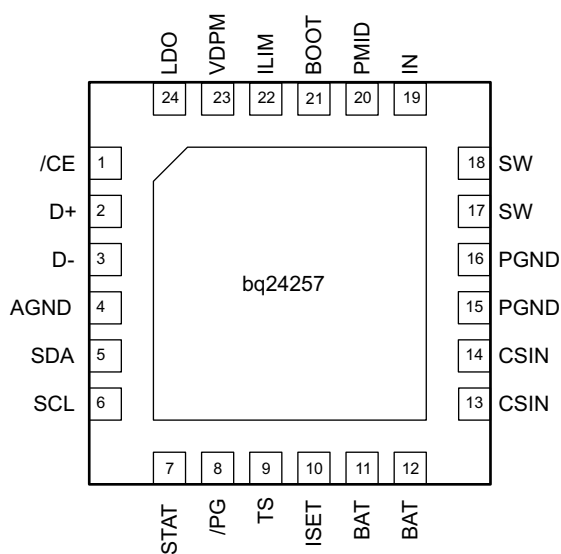 LDO VDPM ILIM BOOT PMID IN
24 23 22 21 20 19
/CE 1 18 SW
D+ 2 17 SW
D- 3 16 PGND
bq24257
AGND 4 15 PGND
SDA 5 14 CSIN
SCL 6 13 CSIN
7 8 9 10 11 12
STAT /PG TS ISET BAT BAT